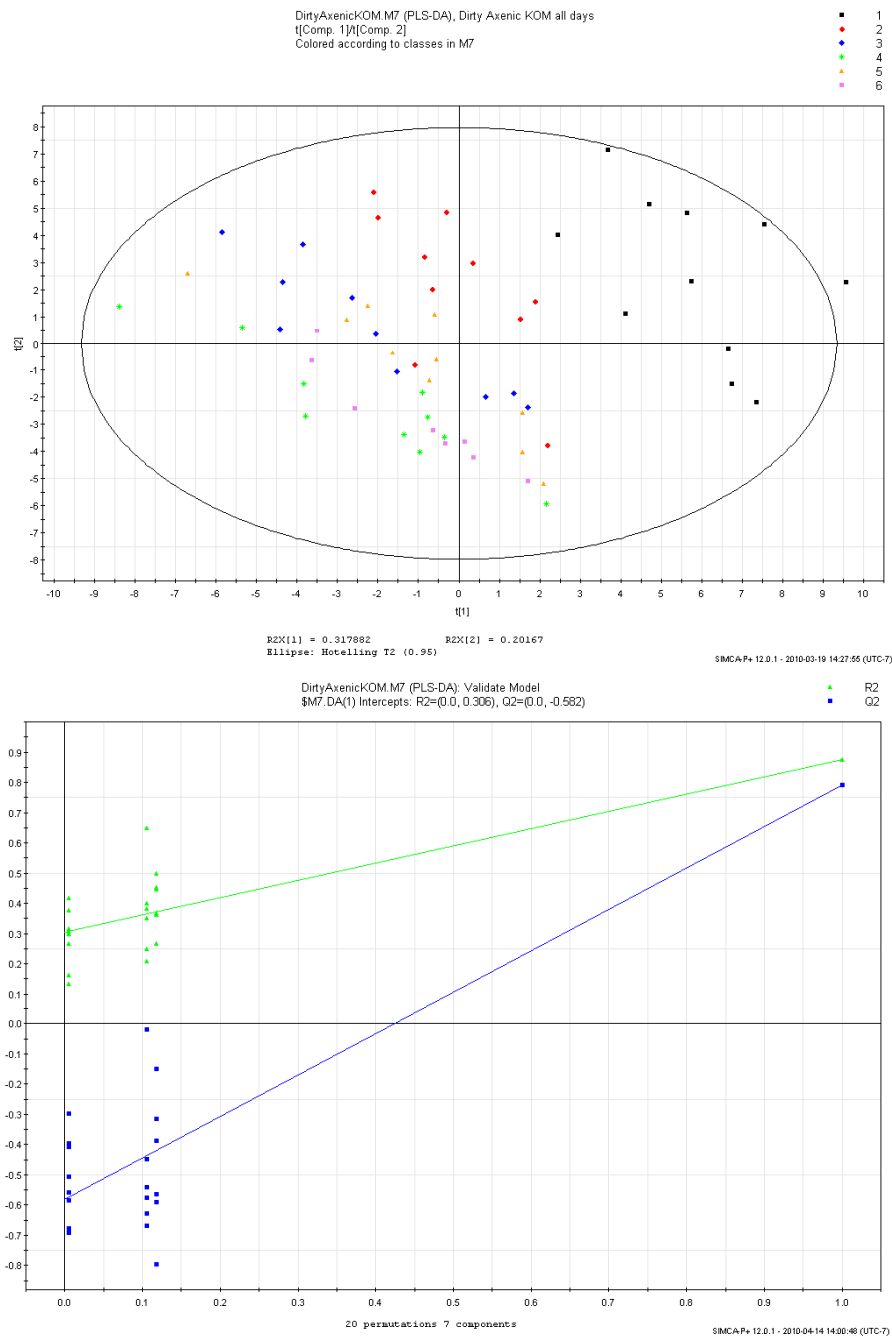 DirtyAxenicKOM.M7 (PLS-DA), Dirty Axenic KOM all days
t[Comp. 1]/t[Comp. 2]
Colored according to classes in M7
1
2
3
4
5
6
8
7
6
5
4
3
2
1
0
-1
-2
-3
-4
-5
-6
-7
-8
t[2]
-10 -9 -8 -7 -6 -5 -4 -3 -2 -1 0 1 2 3 4 5 6 7 8 9 10
t[1]
R2X[1] = 0.317882 R2X[2] = 0.20167
Ellipse: Hotelling T2 (0.95)
SIMCA-P+ 12.0.1 - 2010-03-19 14:27:55 (UTC-7)
DirtyAxenicKOM.M7 (PLS-DA): Validate Model
$M7.DA(1) Intercepts: R2=(0.0, 0.306), Q2=(0.0, -0.582)
R2
Q2
0.9
0.8
0.7
0.6
0.5
0.4
0.3
0.2
0.1
0.0
-0.1
-0.2
-0.3
-0.4
-0.5
-0.6
-0.7
-0.8
0.0 0.1 0.2 0.3 0.4 0.5 0.6 0.7 0.8 0.9 1.0
20 permutations 7 components
SIMCA-P+ 12.0.1 - 2010-04-14 14:00:48 (UTC-7)